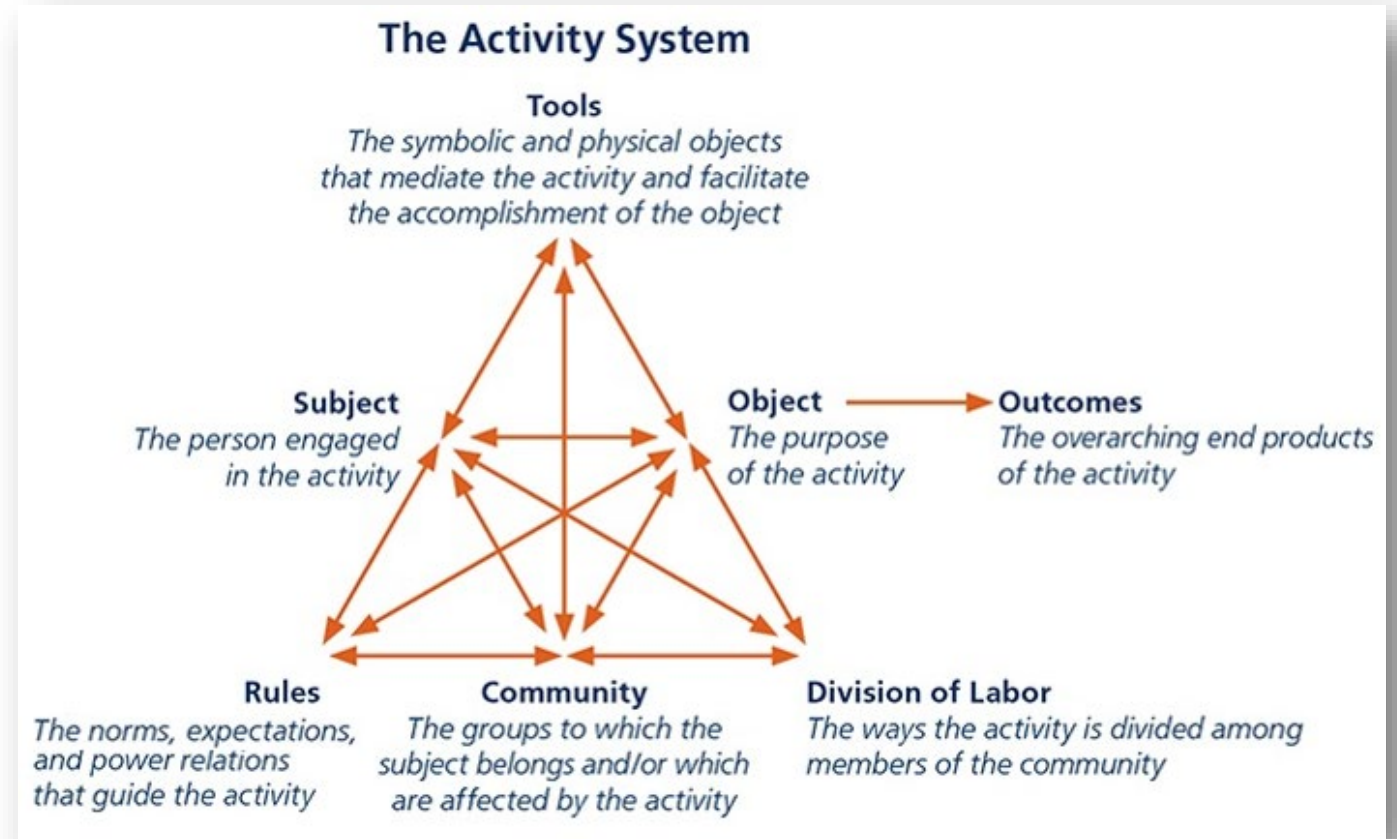 The Activity System
Tools
The symbolic and physical objects
that mediate the activity and facilitate
the accomplishment of the object
Subject
The person engaged
in the activity
Object
The purpose
of the activity
Outcomes
The overarching end products
of the activity
Rules
The norms, expectations,
and power relations
that guide the activity
Community
The groups to which the
subject belongs and/or which
are affected by the activity
Division of Labor
The ways the activity is divided among
members of the community